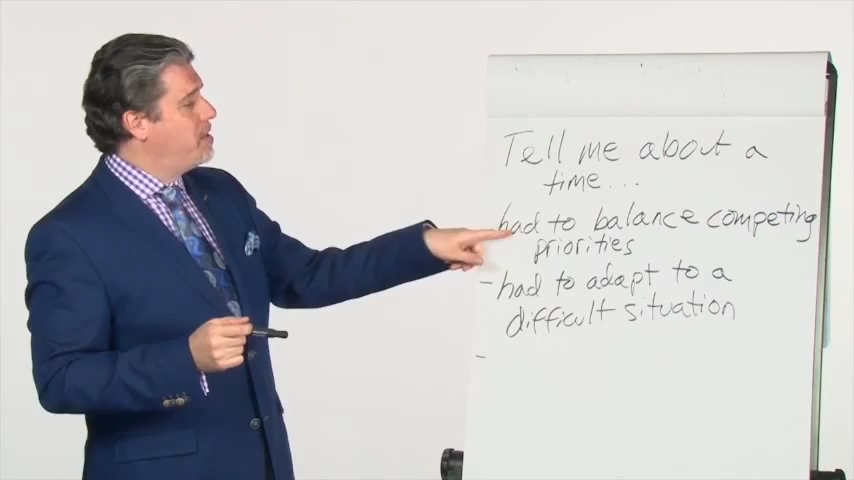 Tell me about a
time...
had to balance competing
priorities
- had to adapt to a
difficult situation
-